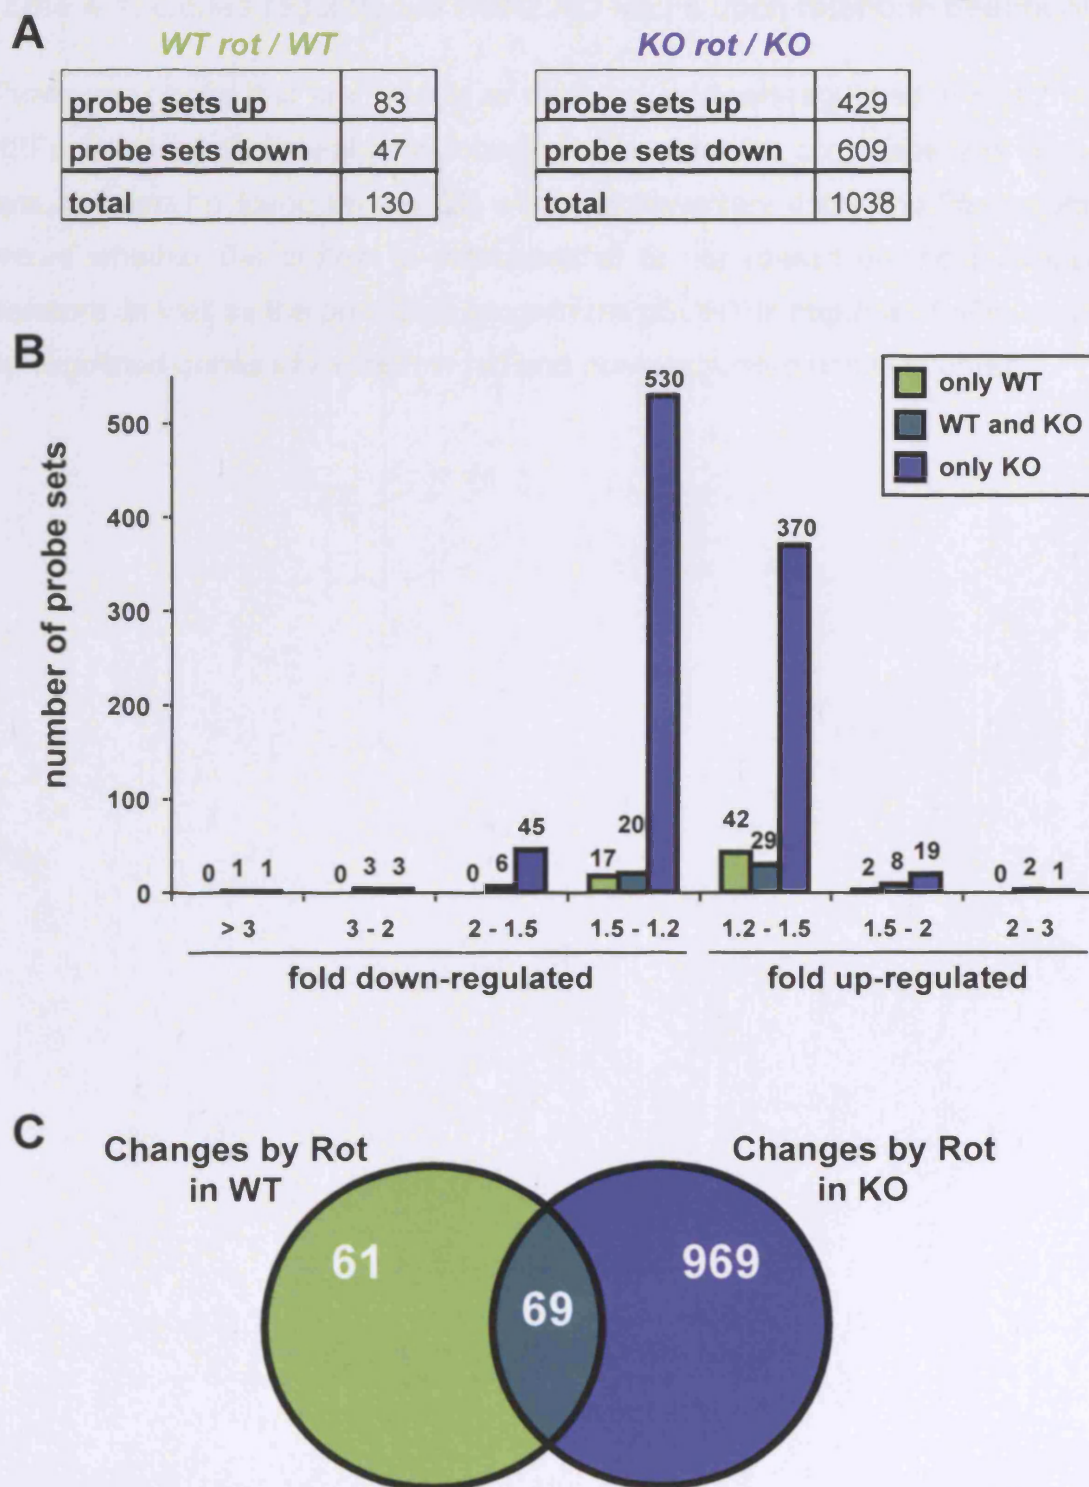 A
WT rot / WT
probe sets up 83
probe sets down 47
total 130
KO rot / KO
probe sets up 429
probe sets down 609
total 1038
B
only WT
WT and KO
only KO
number of probe sets
500
400
300
200
100
0
0 1 1
0 3 3
0 6 45
17 20 530
42 29 370
2 8 19
0 2 1
> 3 3 - 2 2 - 1.5 1.5 - 1.2 1.2 - 1.5 1.5 - 2 2 - 3
fold down-regulated fold up-regulated
C
Changes by Rot
in WT
Changes by Rot
in KO
61
69
969